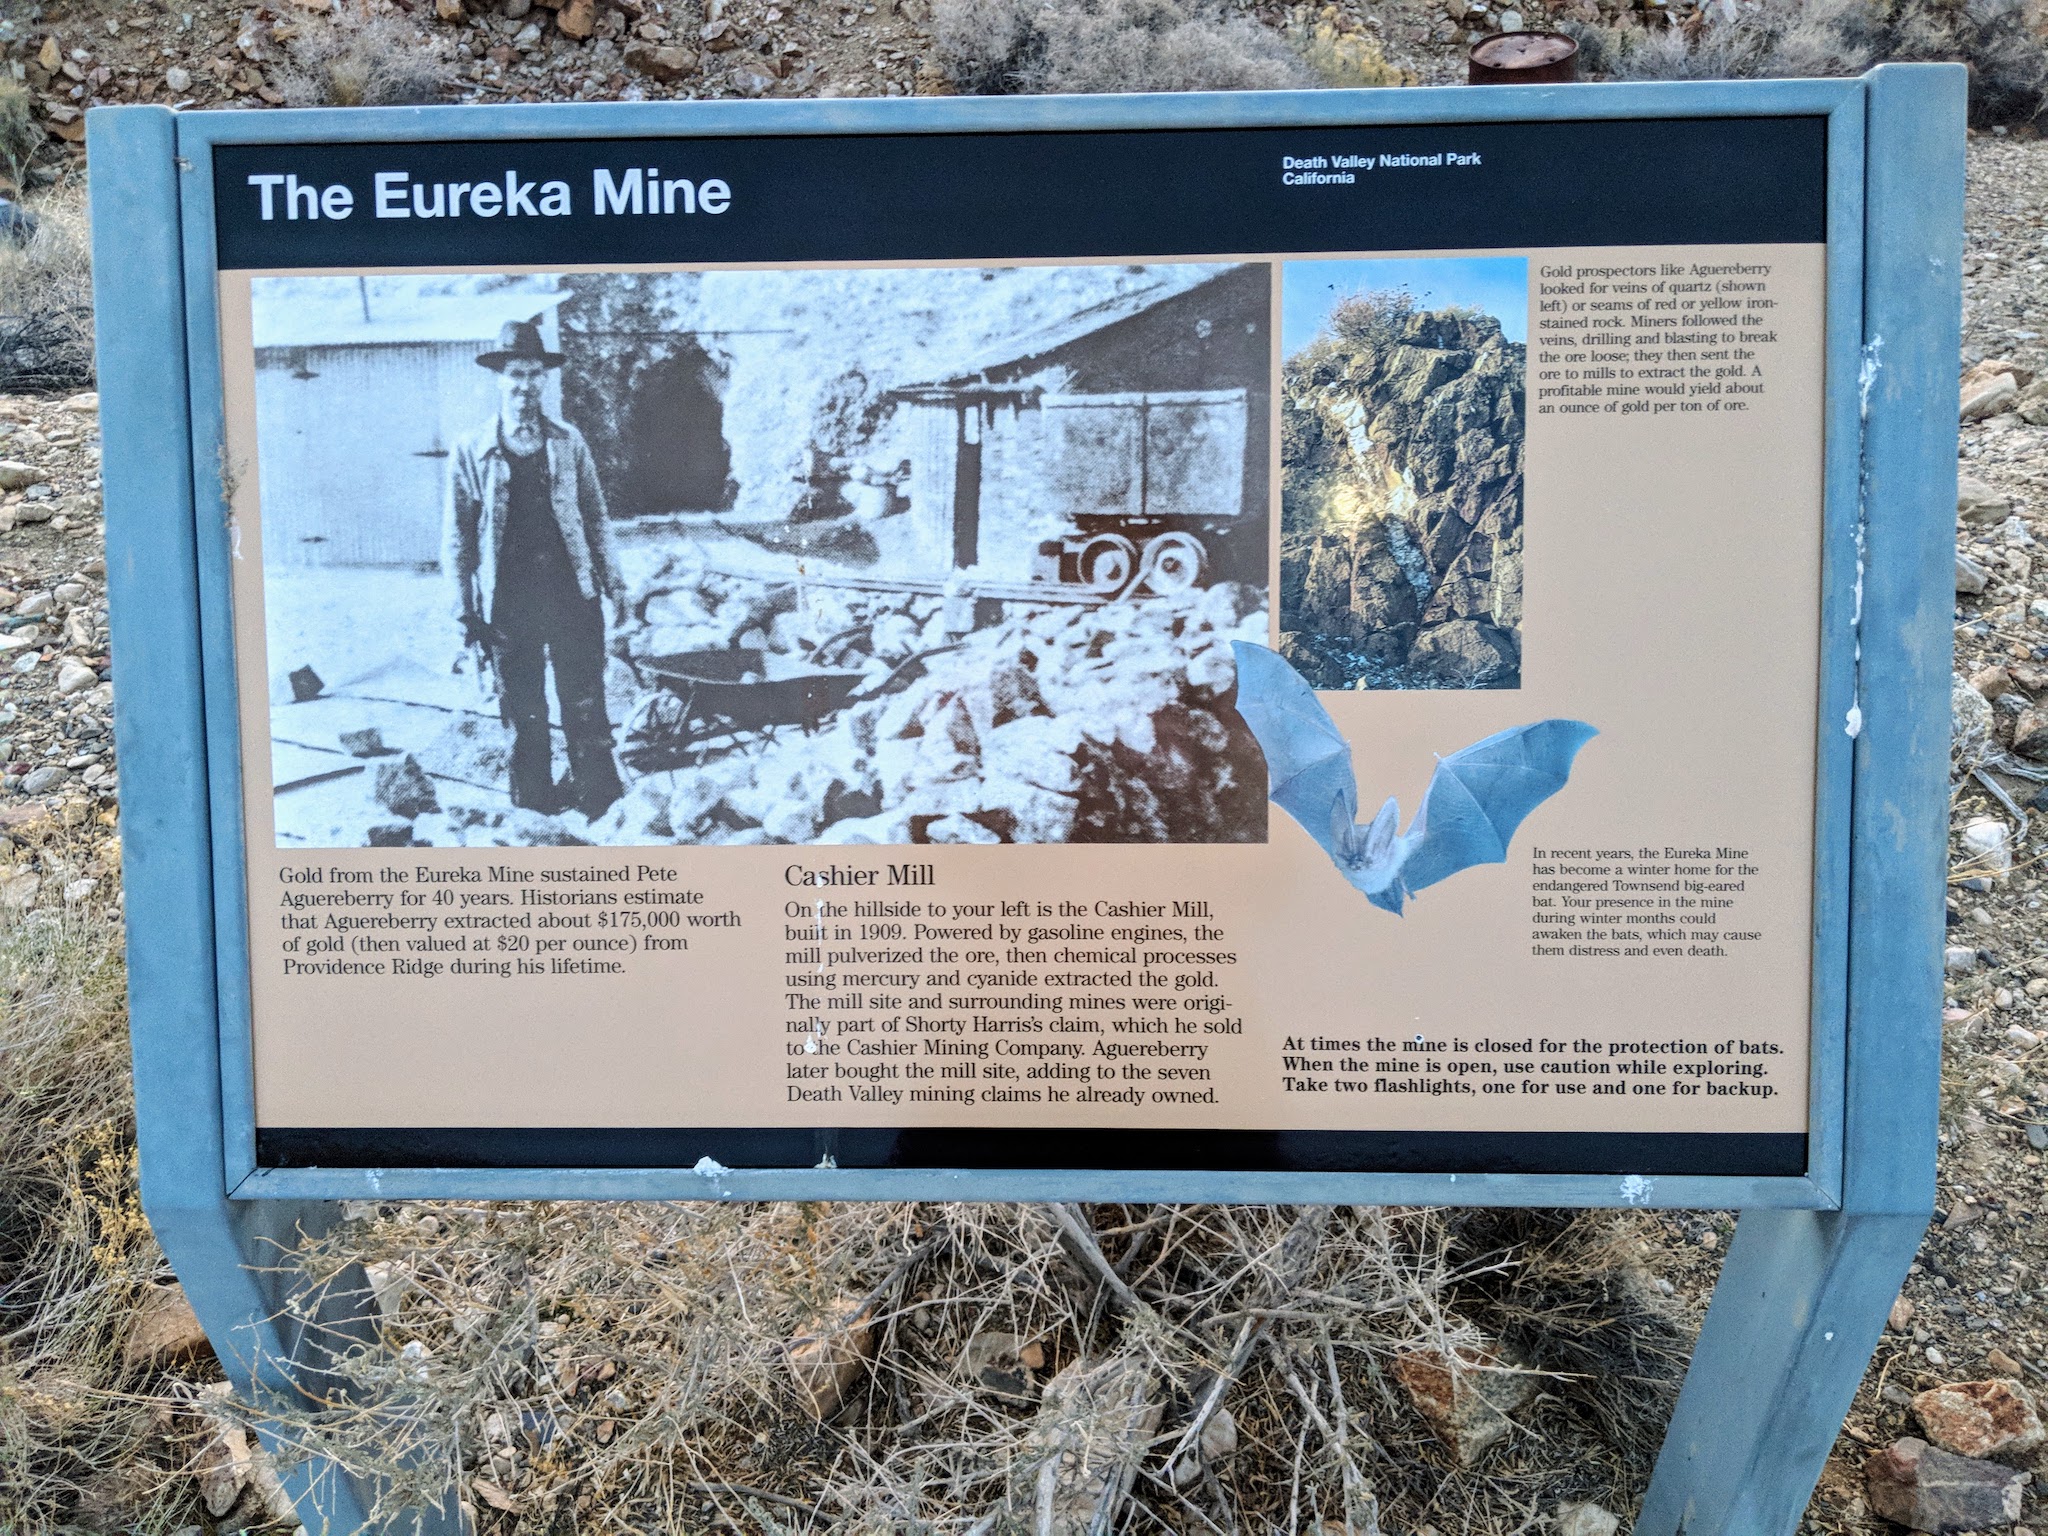 The Eureka Mine
Death Valley National Park
California
Gold prospectors like Aguereberry
looked for veins of quartz (shown
left) or seams of red or yellow iron-
stained rock. Miners followed the
veins, drilling and blasting to break
the ore loose; they then sent the
ore to mills to extract the gold. A
profitable mine would yield about
an ounce of gold per ton of ore.
Gold from the Eureka Mine sustained Pete
Aguereberry for 40 years. Historians estimate
that Aguereberry extracted about $175,000 worth
of gold (then valued at $20 per ounce) from
Providence Ridge during his lifetime.
Cashier Mill
On the hillside to your left is the Cashier Mill,
built in 1909. Powered by gasoline engines, the
mill pulverized the ore, then chemical processes
using mercury and cyanide extracted the gold.
The mill site and surrounding mines were origi-
nally part of Shorty Harris's claim, which he sold
to the Cashier Mining Company. Aguereberry
later bought the mill site, adding to the seven
Death Valley mining claims he already owned.
In recent years, the Eureka Mine
has become a winter home for the
endangered Townsend big-eared
bat. Your presence in the mine
during winter months could
awaken the bats, which may cause
them distress and even death.
At times the mine is closed for the protection of bats.
When the mine is open, use caution while exploring.
Take two flashlights, one for use and one for backup.